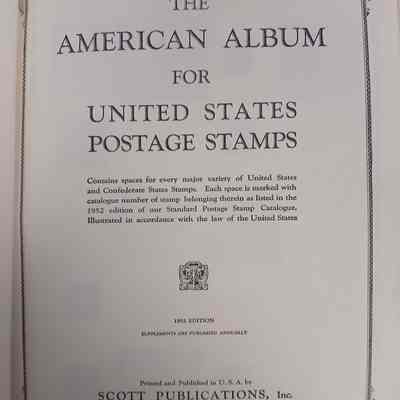 THE
AMERICAN ALBUM
FOR
UNITED STATES
POSTAGE STAMPS
Contains spaces for every major variety of United States
and Confederate States Stamps. Each space is marked with
catalogue number of stamp belonging therein as listed in the
1952 edition of our Standard Postage Stamp Catalogue,
Illustrated in accordance with the law of the United States
EDITION
SUPPLEMENTS ARE PUBLISHED ANNUALLY
Printed and Published in U. S. A. by
SCOTT PUBLICATIONS, Inc.